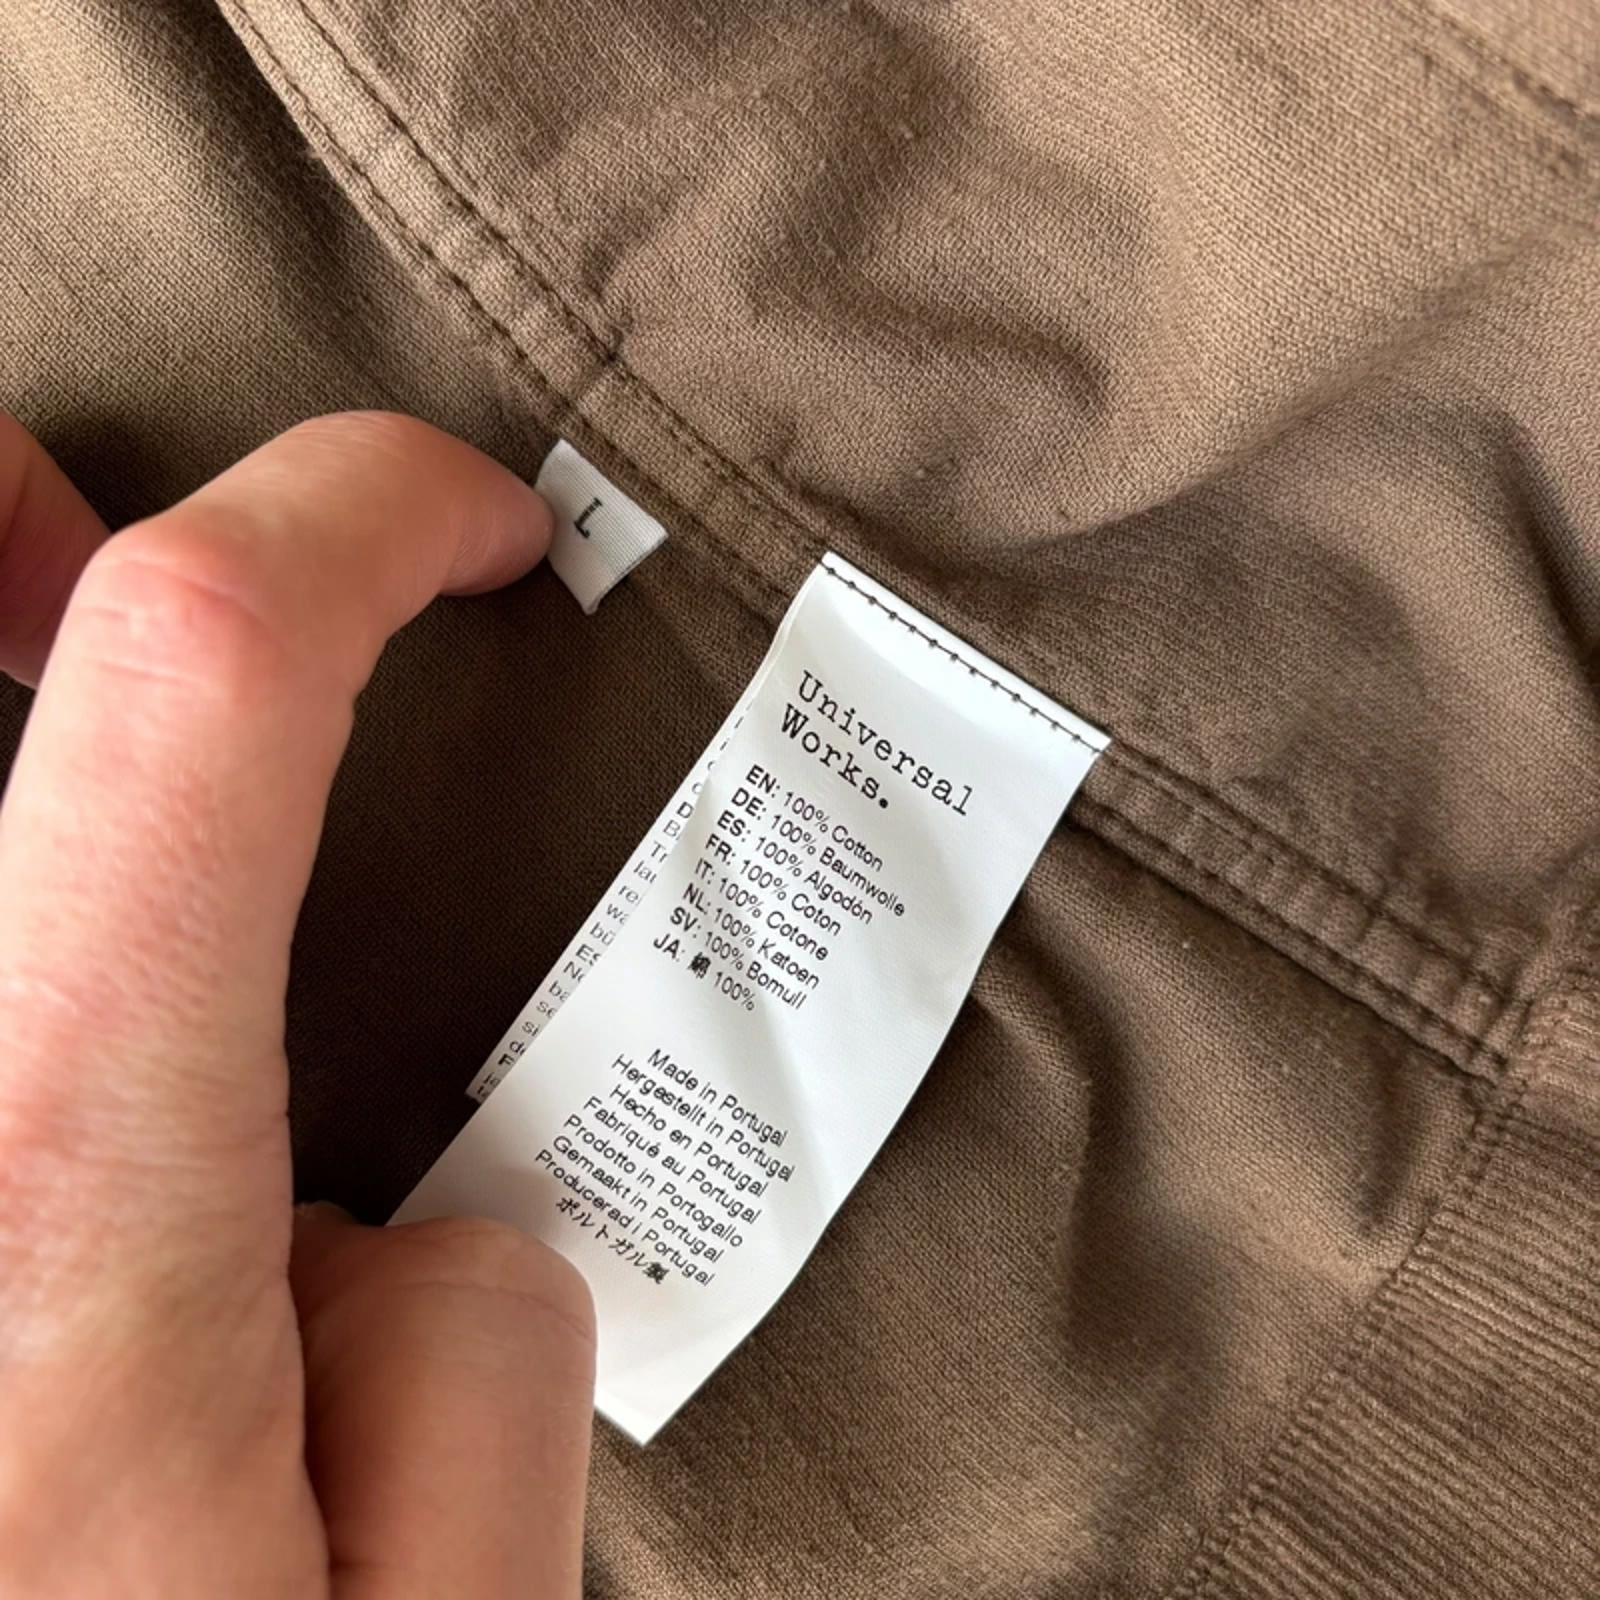 L
Universal
Works.
EN: 100% Cotton
DE: 100% Baumwolle
ES: 100% Algodón
FR: 100% Coton
IT: 100% Cotone
NL: 100% Katoen
SV: 100% Bomull
JA: 綿 100%
Made in Portugal
Hergestellt in Portugal
Hecho en Portugal
Fabriqué au Portugal
Prodotto in Portogallo
Gemaakt in Portugal
Producerad i Portugal
ポルトガル製